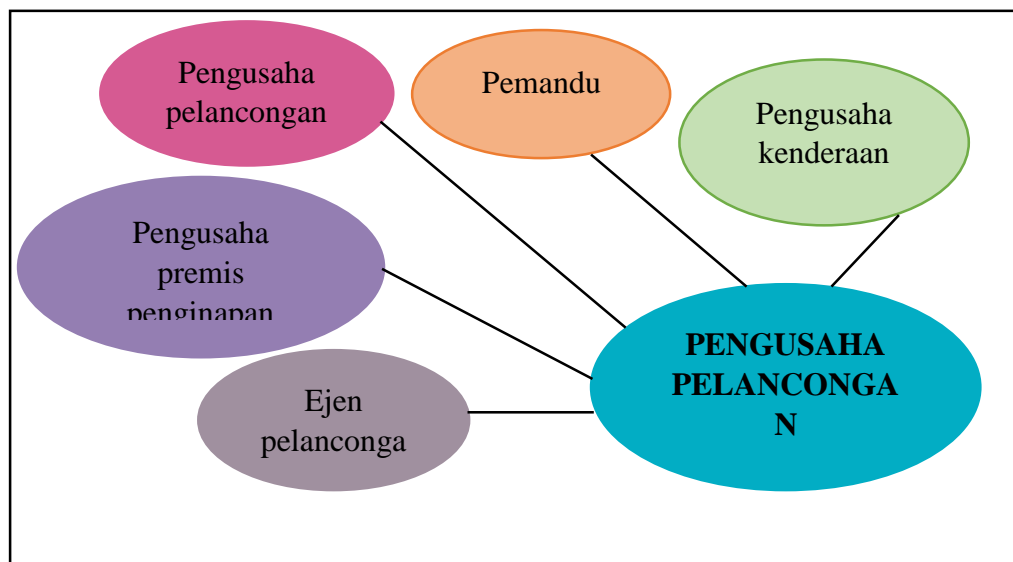 Pengusaha
pelancongan
Pemandu
Pengusaha
kenderaan
Pengusaha
premis
penginapan
Ejen
pelanconga
PENGUSAHA
PELANCONGA
N